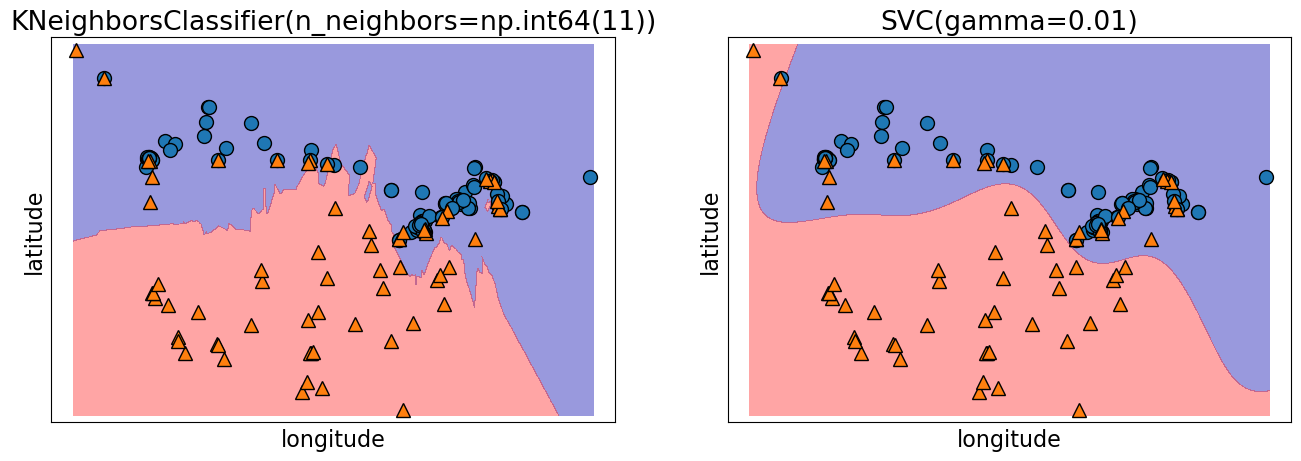 KNeighborsClassifier(n_neighbors=np.int64(11))
latitude
longitude
SVC(gamma=0.01)
latitude
longitude